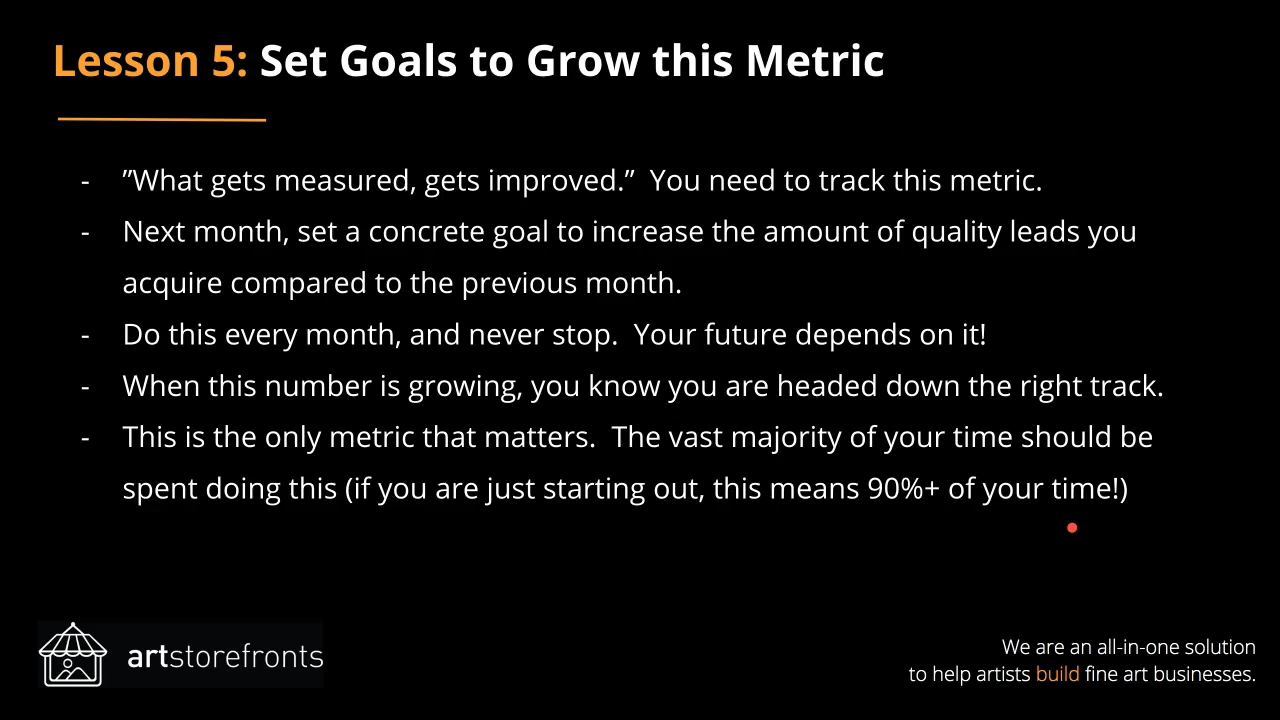 Lesson 5: Set Goals to Grow this Metric
- ”What gets measured, gets improved.”  You need to track this metric.
- Next month, set a concrete goal to increase the amount of quality leads you
acquire compared to the previous month.
- Do this every month, and never stop.  Your future depends on it!
- When this number is growing, you know you are headed down the right track.
- This is the only metric that matters.  The vast majority of your time should be
spent doing this (if you are just starting out, this means 90%+ of your time!)
artstorefronts
We are an all-in-one solution
to help artists build fine art businesses.